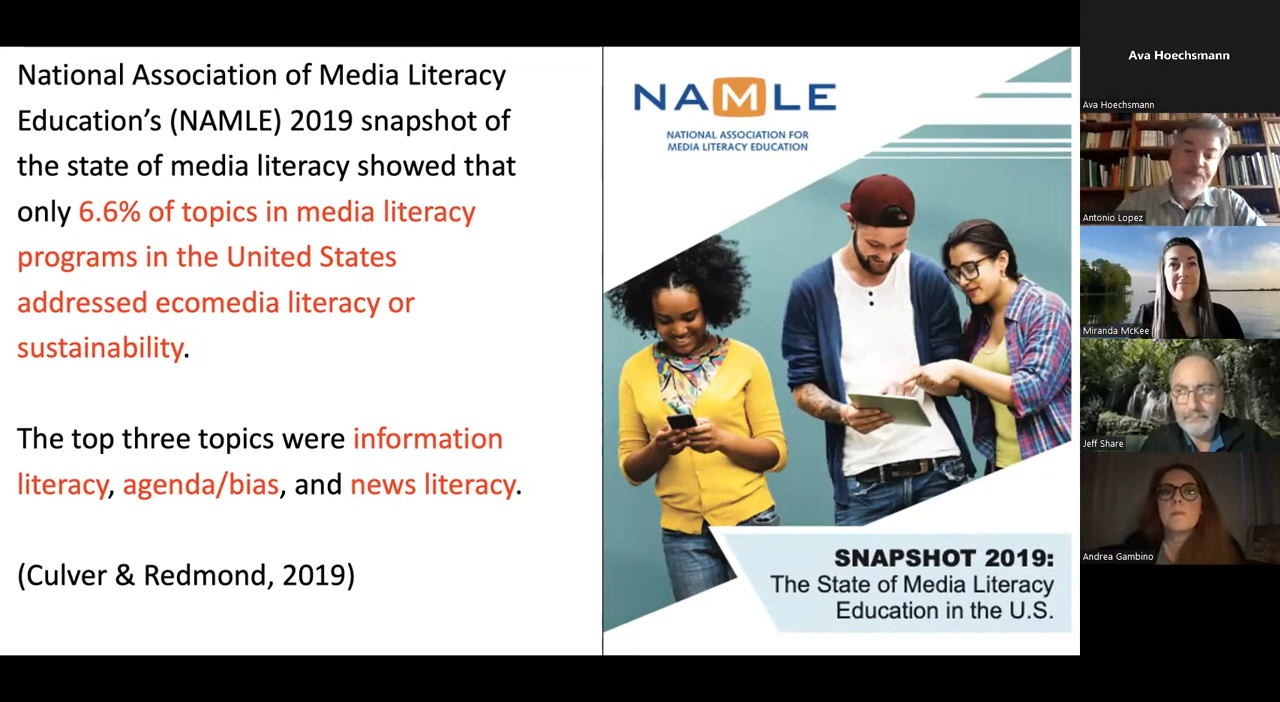 National Association of Media Literacy
Education's (NAMLE) 2019 snapshot of
the state of media literacy showed that
only 6.6% of topics in media literacy
programs in the United States
addressed ecomedia literacy or
sustainability.
The top three topics were information
literacy, agenda/bias, and news literacy.
(Culver & Redmond, 2019)
NAMLE
NATIONAL ASSOCIATION FOR
MEDIA LITERACY EDUCATION
SNAPSHOT 2019:
The State of Media Literacy
Education in the U.S.
Ava Hoechsmann
Ava Hoechsmann
Antonio Lopez
Miranda McKee
Jeff Share
Andrea Gambino